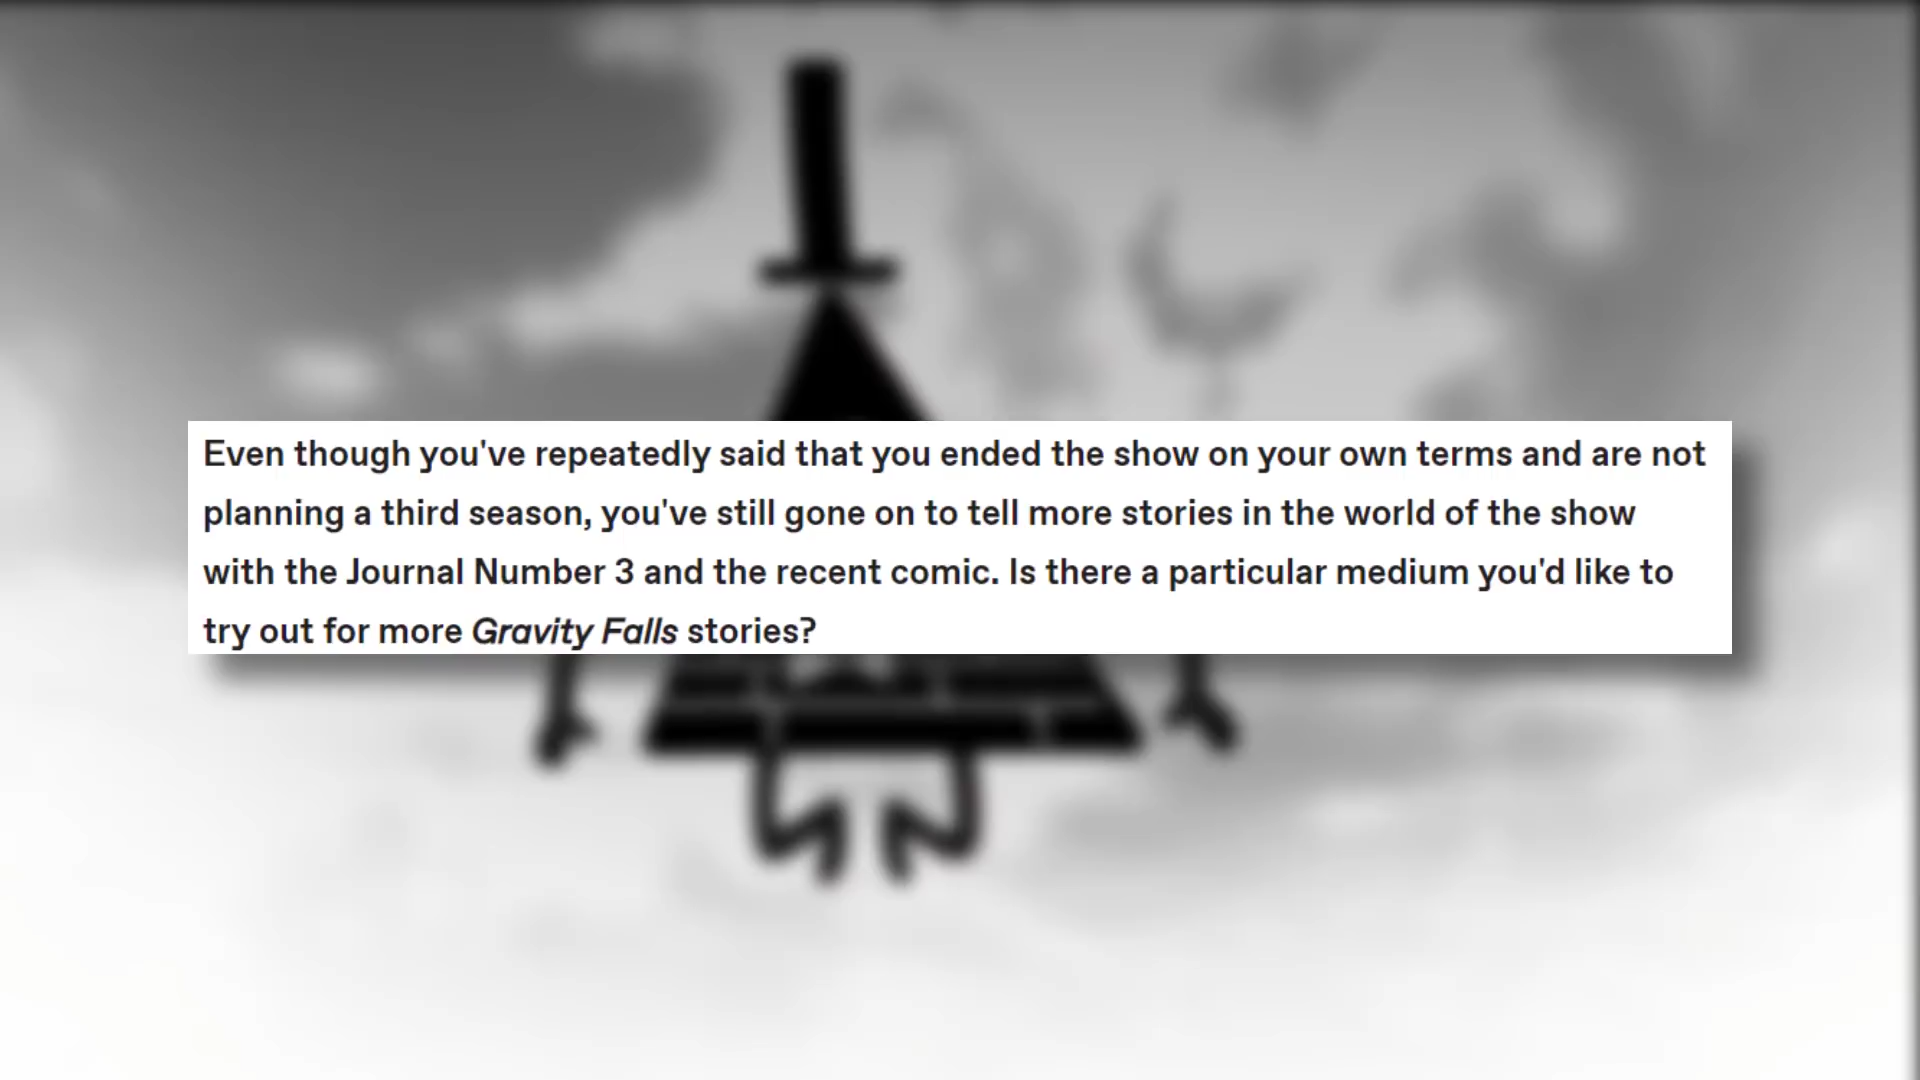 Even though you've repeatedly said that you ended the show on your own terms and are not
planning a third season, you've still gone on to tell more stories in the world of the show
with the Journal Number 3 and the recent comic. Is there a particular medium you'd like to
try out for more Gravity Falls stories?